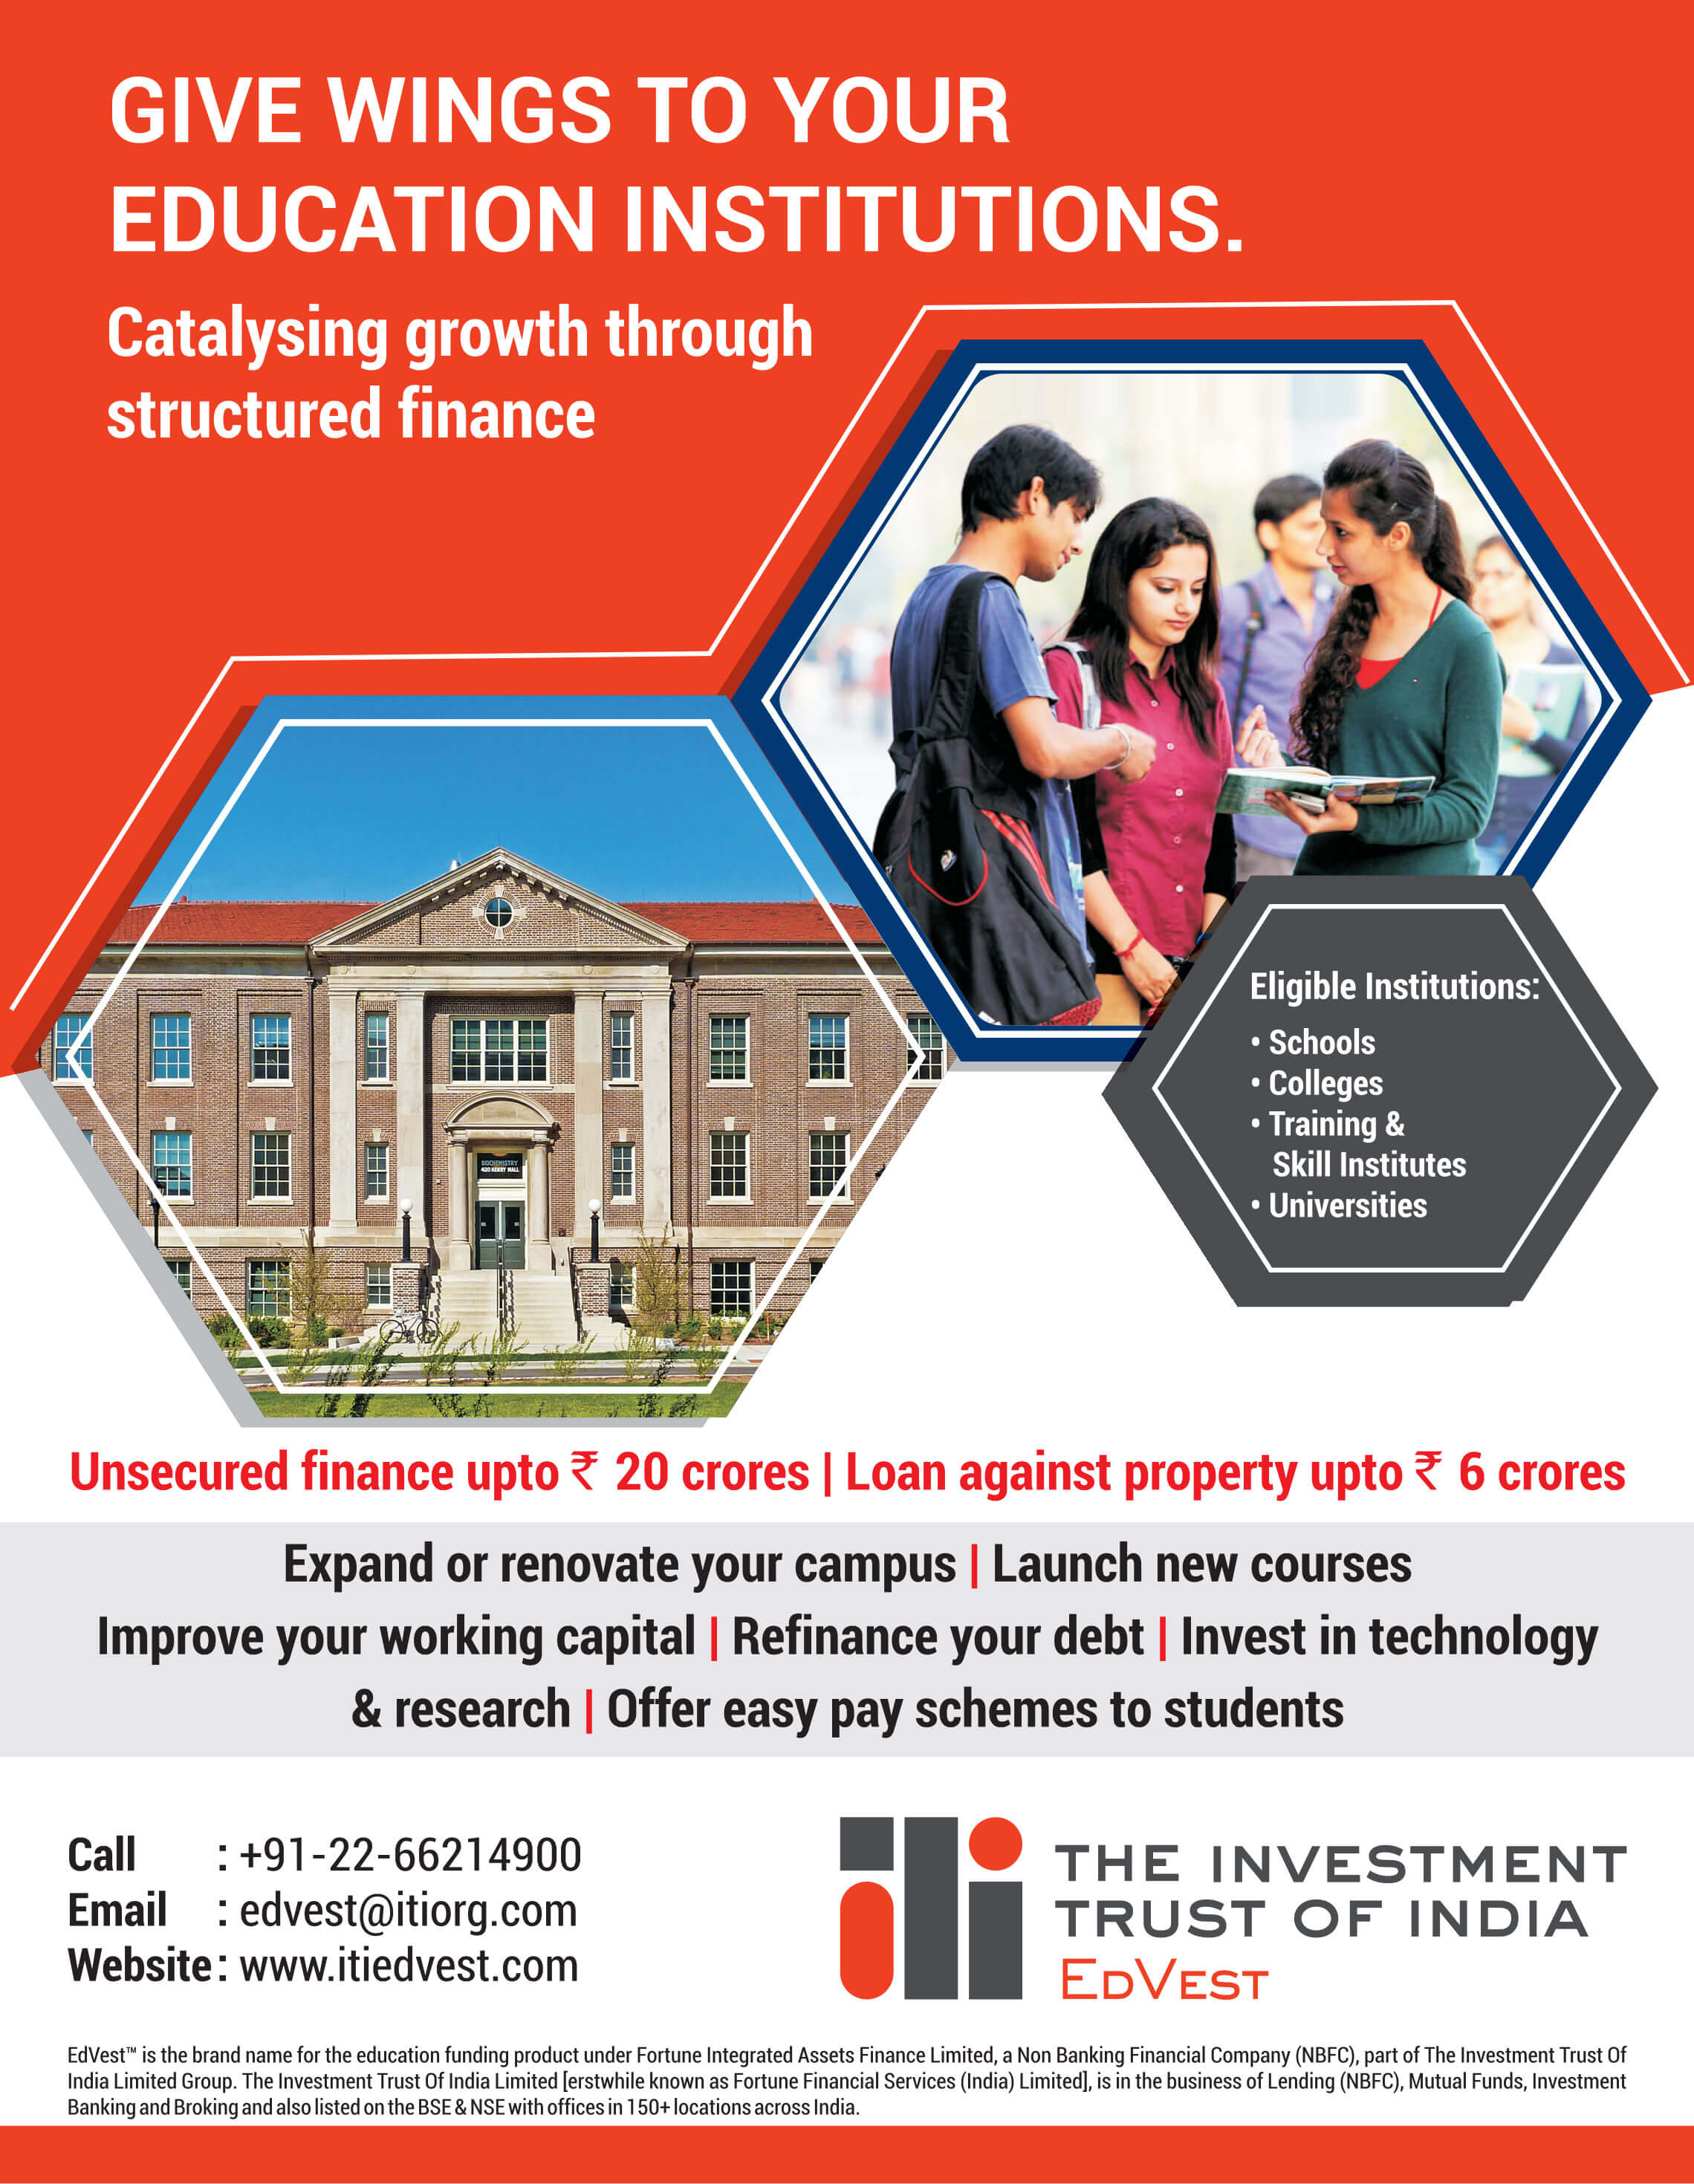 GIVE WINGS TO YOUR
EDUCATION INSTITUTIONS.
Catalysing growth through
structured finance
BIOCHEMISTRY
420 HENRY MALL
Eligible Institutions:
• Schools
• Colleges
• Training &
Skill Institutes
• Universities
Unsecured finance upto ₹ 20 crores | Loan against property upto ₹ 6 crores
Expand or renovate your campus | Launch new courses
Improve your working capital | Refinance your debt | Invest in technology
& research | Offer easy pay schemes to students
Call : +91-22-66214900
Email : edvest@itiorg.com
Website : www.itiedvest.com
iti
THE INVESTMENT
TRUST OF INDIA
EDVEST
EdVest™ is the brand name for the education funding product under Fortune Integrated Assets Finance Limited, a Non Banking Financial Company (NBFC), part of The Investment Trust Of
India Limited Group. The Investment Trust Of India Limited [erstwhile known as Fortune Financial Services (India) Limited], is in the business of Lending (NBFC), Mutual Funds, Investment
Banking and Broking and also listed on the BSE & NSE with offices in 150+ locations across India.